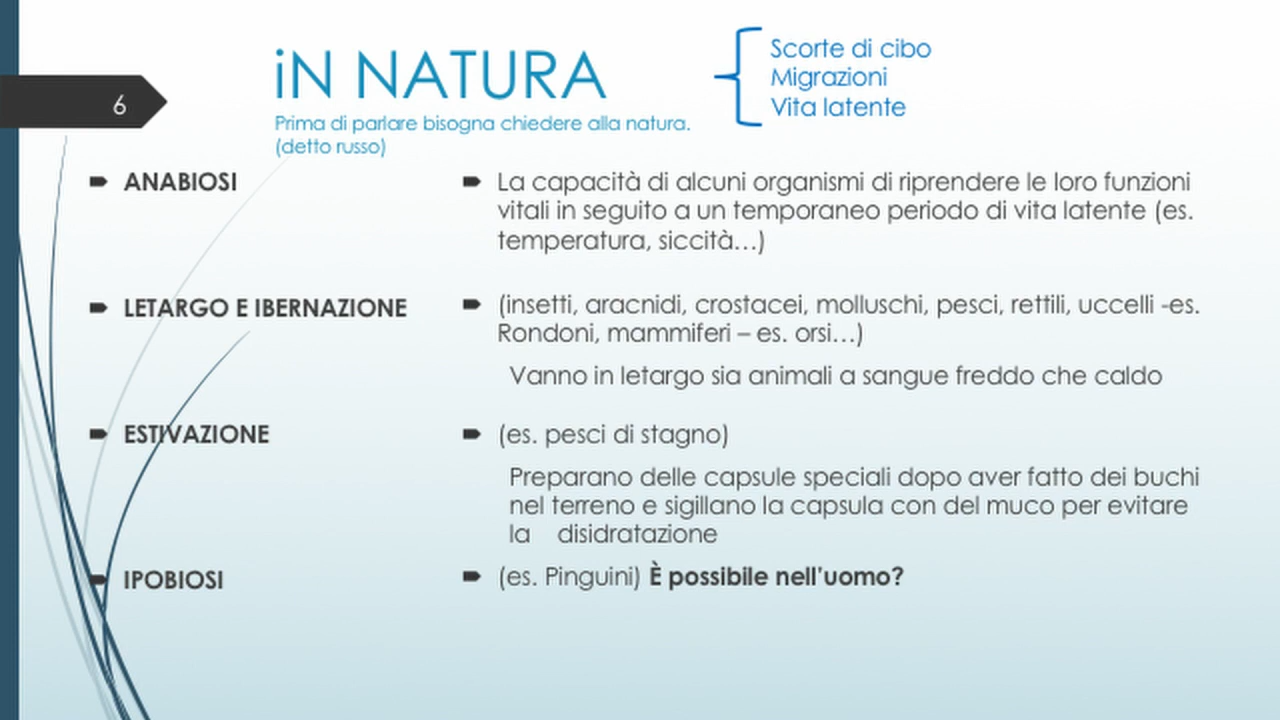 6
iN NATURA
Prima di parlare bisogna chiedere alla natura.
(detto russo)
Scorte di cibo
Migrazioni
Vita latente
ANABIOSI
La capacità di alcuni organismi di riprendere le loro funzioni
vitali in seguito a un temporaneo periodo di vita latente (es.
temperatura, siccità…)
LETARGO E IBERNAZIONE
(insetti, aracnidi, crostacei, molluschi, pesci, rettili, uccelli -es.
Rondoni, mammiferi – es. orsi…)
Vanno in letargo sia animali a sangue freddo che caldo
ESTIVAZIONE
(es. pesci di stagno)
Preparano delle capsule speciali dopo aver fatto dei buchi
nel terreno e sigillano la capsula con del muco per evitare
la disidratazione
IPOBIOSI
(es. Pinguini) È possibile nell'uomo?